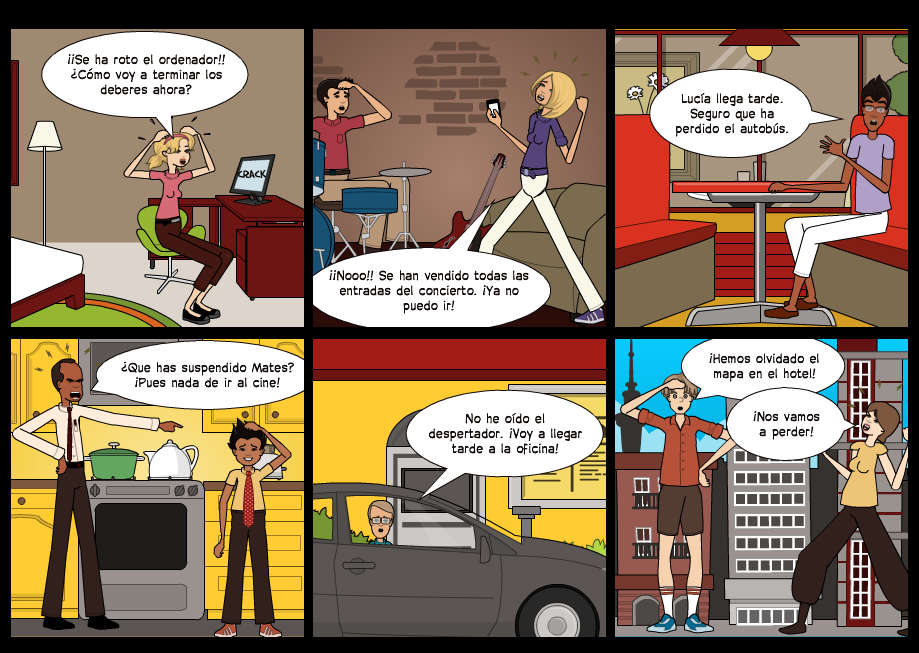 ¡¡Se ha roto el ordenador!!
¿Cómo voy a terminar los
deberes ahora?
CRACK
¡¡Nooo!! Se han vendido todas las
entradas del concierto. ¡Ya no
puedo ir!
Lucía llega tarde.
Seguro que ha
perdido el autobús.
¿Que has suspendido Mates?
¡Pues nada de ir al cine!
No he oído el
despertador. ¡Voy a llegar
tarde a la oficina!
¡Hemos olvidado el
mapa en el hotel!
¡Nos vamos
a perder!